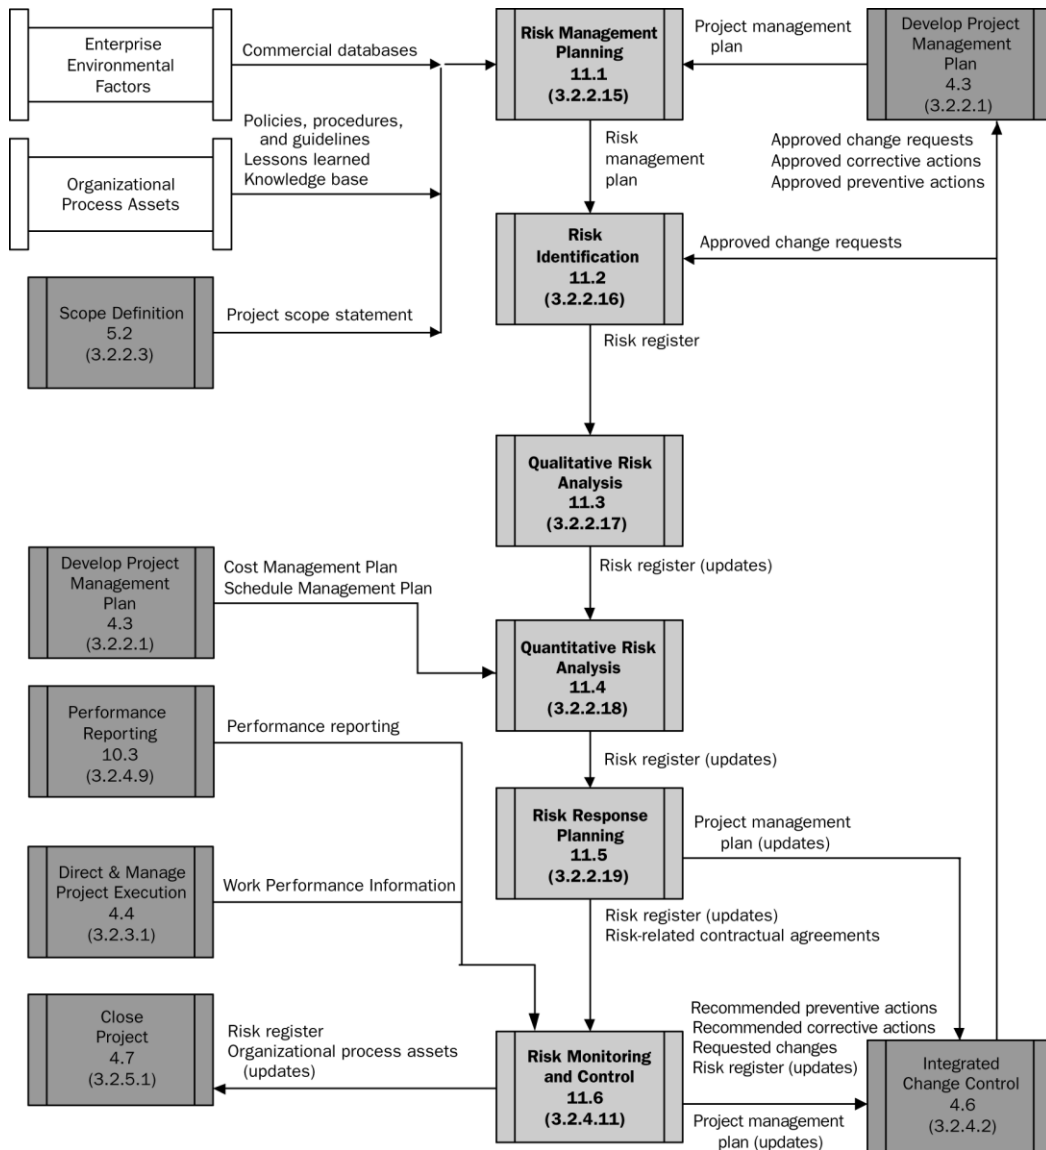 Enterprise
Environmental
Factors
Commercial databases
Risk Management
Planning
11.1
(3.2.2.15)
Project management
plan
Develop Project
Management
Plan
4.3
(3.2.2.1)
Policies, procedures,
and guidelines
Lessons learned
Knowledge base
Organizational
Process Assets
Risk
management
plan
Approved change requests
Approved corrective actions
Approved preventive actions
Risk
Identification
11.2
(3.2.2.16)
Approved change requests
Scope Definition
5.2
(3.2.2.3)
Project scope statement
Risk register
Qualitative Risk
Analysis
11.3
(3.2.2.17)
Risk register (updates)
Develop Project
Management
Plan
4.3
(3.2.2.1)
Cost Management Plan
Schedule Management Plan
Quantitative Risk
Analysis
11.4
(3.2.2.18)
Performance
Reporting
10.3
(3.2.4.9)
Performance reporting
Risk register (updates)
Risk Response
Planning
11.5
(3.2.2.19)
Project management
plan (updates)
Direct & Manage
Project Execution
4.4
(3.2.3.1)
Work Performance Information
Risk register (updates)
Risk-related contractual agreements
Close
Project
4.7
(3.2.5.1)
Risk register
Organizational process assets
(updates)
Risk Monitoring
and Control
11.6
(3.2.4.11)
Recommended preventive actions
Recommended corrective actions
Requested changes
Risk register (updates)
Project management
plan (updates)
Integrated
Change Control
4.6
(3.2.4.2)